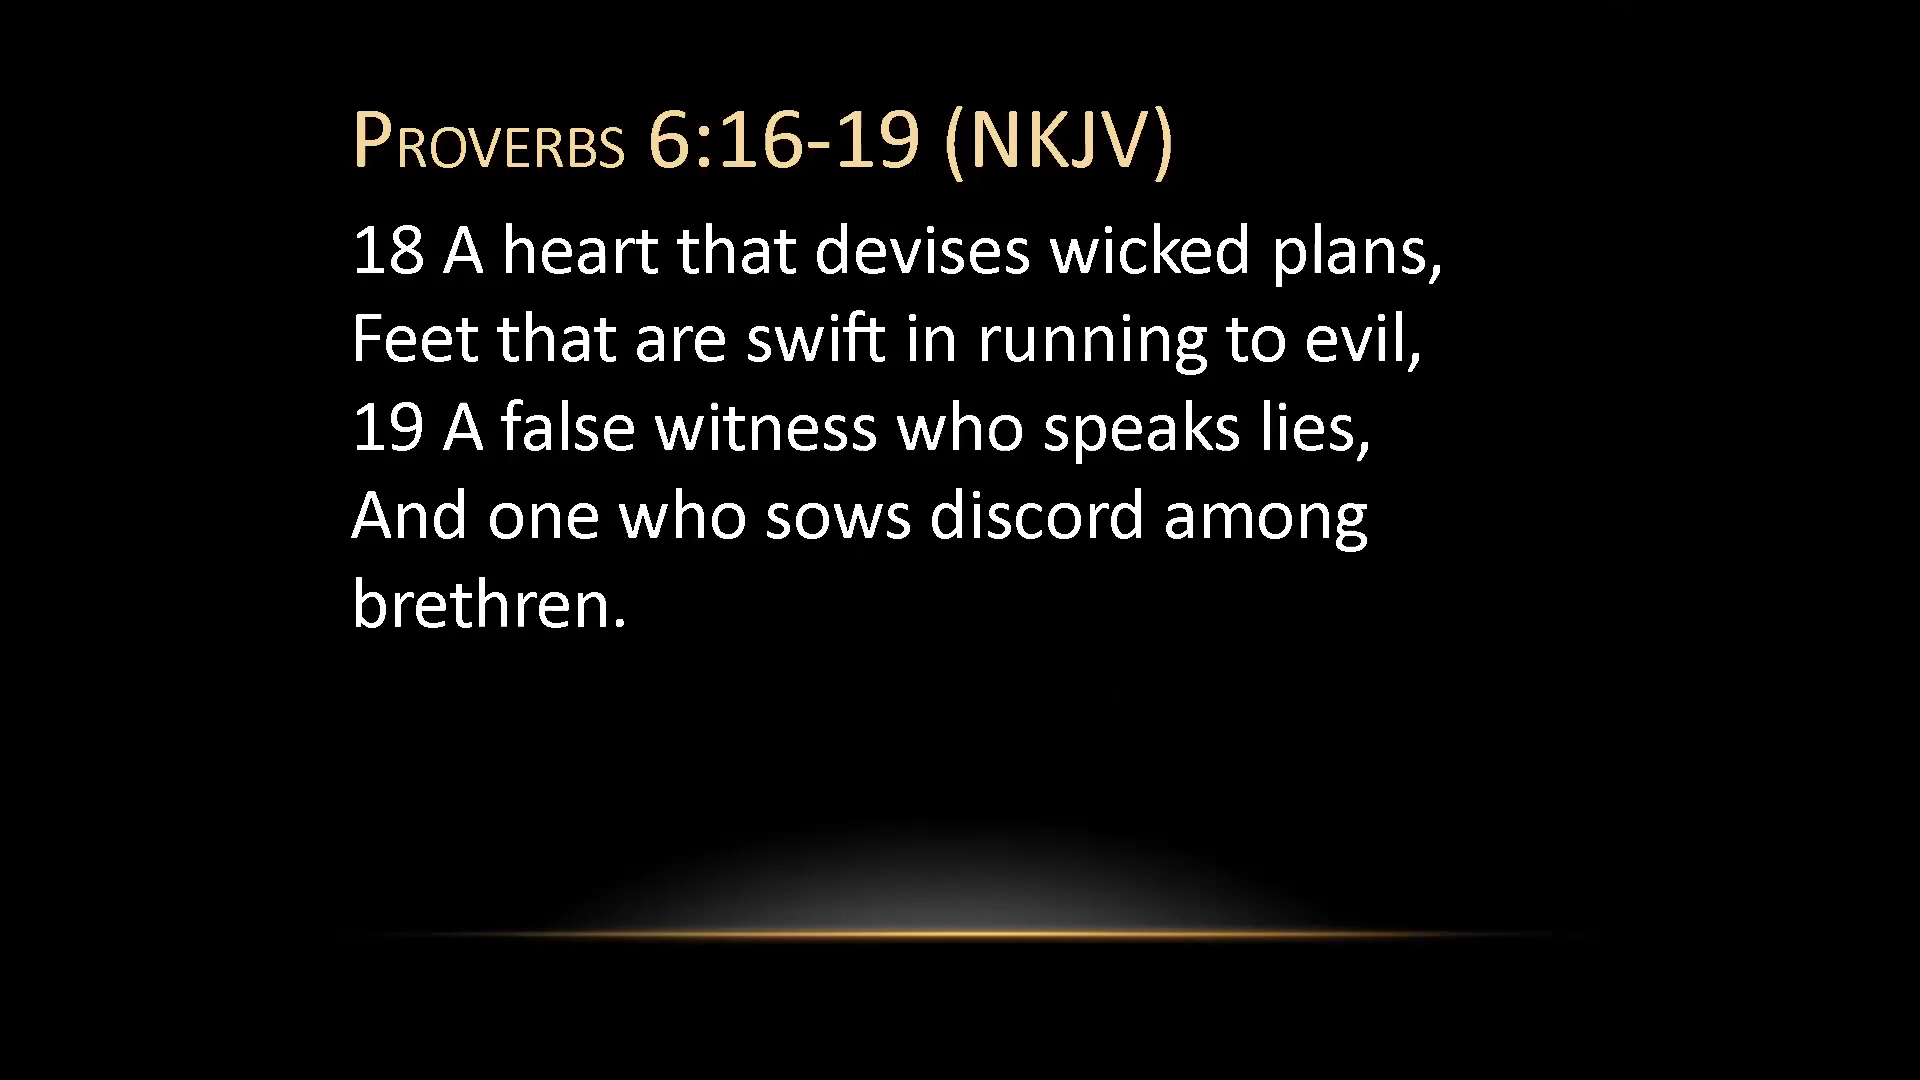 Proverbs 6:16-19 (NKJV)
18 A heart that devises wicked plans,
Feet that are swift in running to evil,
19 A false witness who speaks lies,
And one who sows discord among
brethren.